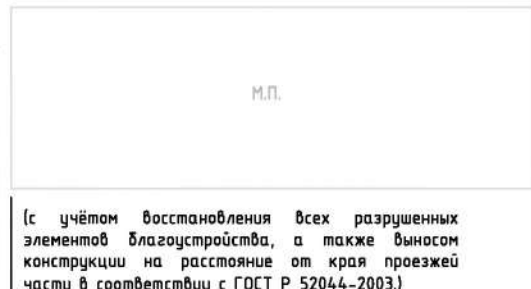 М.П.
(с учётом восстановления всех разрушенных
элементов благоустройства, а также выносом
конструкции на расстояние от края проезжей
части в соответствии с ГОСТ Р 52044-2003.)